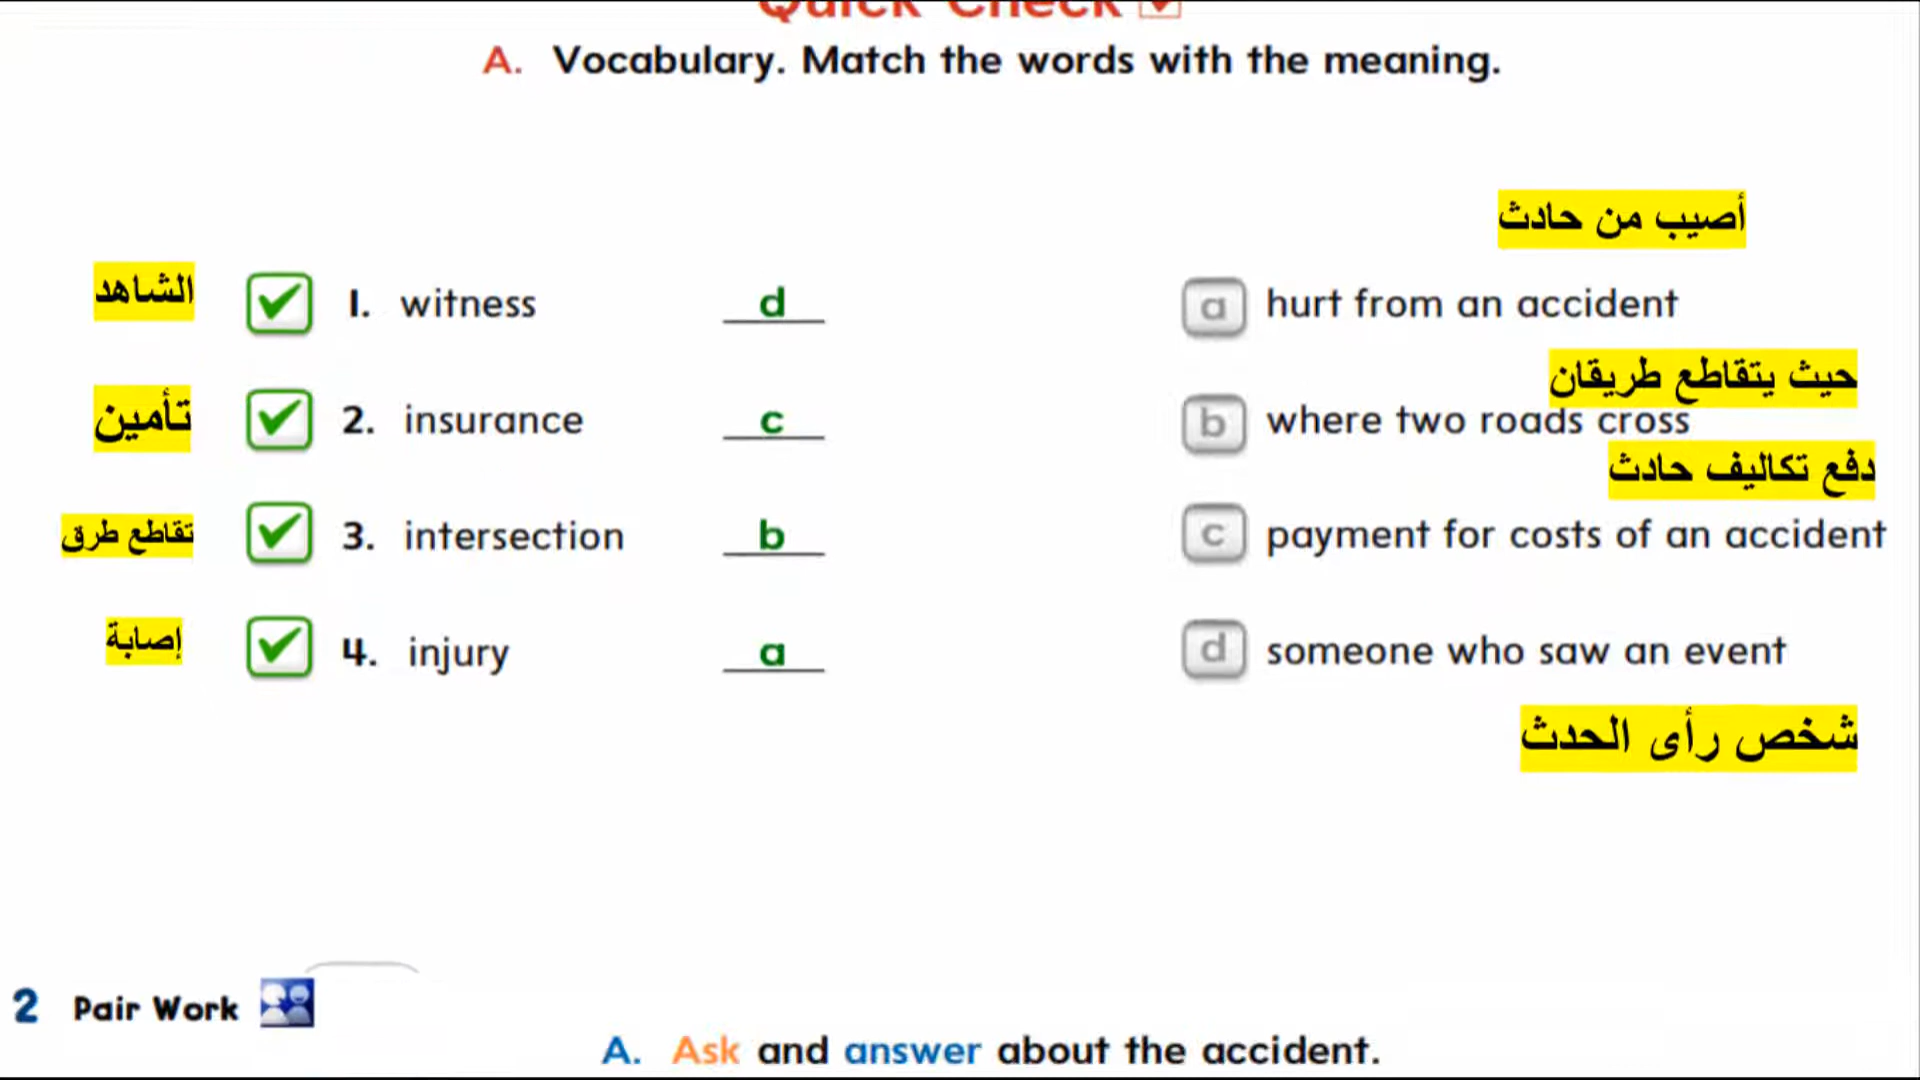 Quick Check
A. Vocabulary. Match the words with the meaning.
أصيب من حادث
الشاهد 1. witness d a hurt from an accident
حيث يتقاطع طريقان
تأمين 2. insurance c b where two roads cross
دفع تكاليف حادث
تقاطع طرق 3. intersection b c payment for costs of an accident
إصابة 4. injury a d someone who saw an event
شخص رأى الحدث
2 Pair Work
A. Ask and answer about the accident.